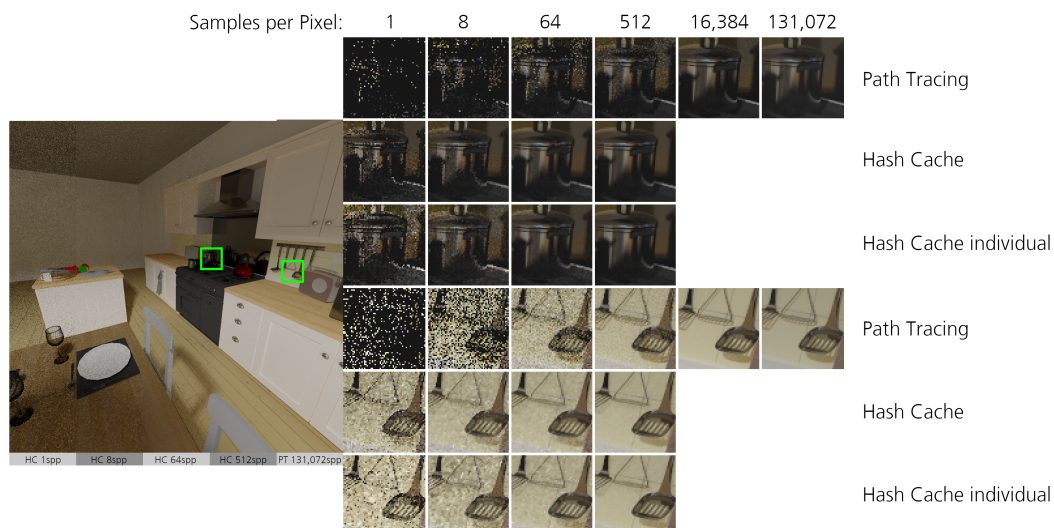 Samples per Pixel: 1 8 64 512 16,384 131,072
Path Tracing
Hash Cache
Hash Cache individual
Path Tracing
Hash Cache
HC 1spp HC 8spp HC 64spp HC 512spp PT 131,072spp
Hash Cache individual